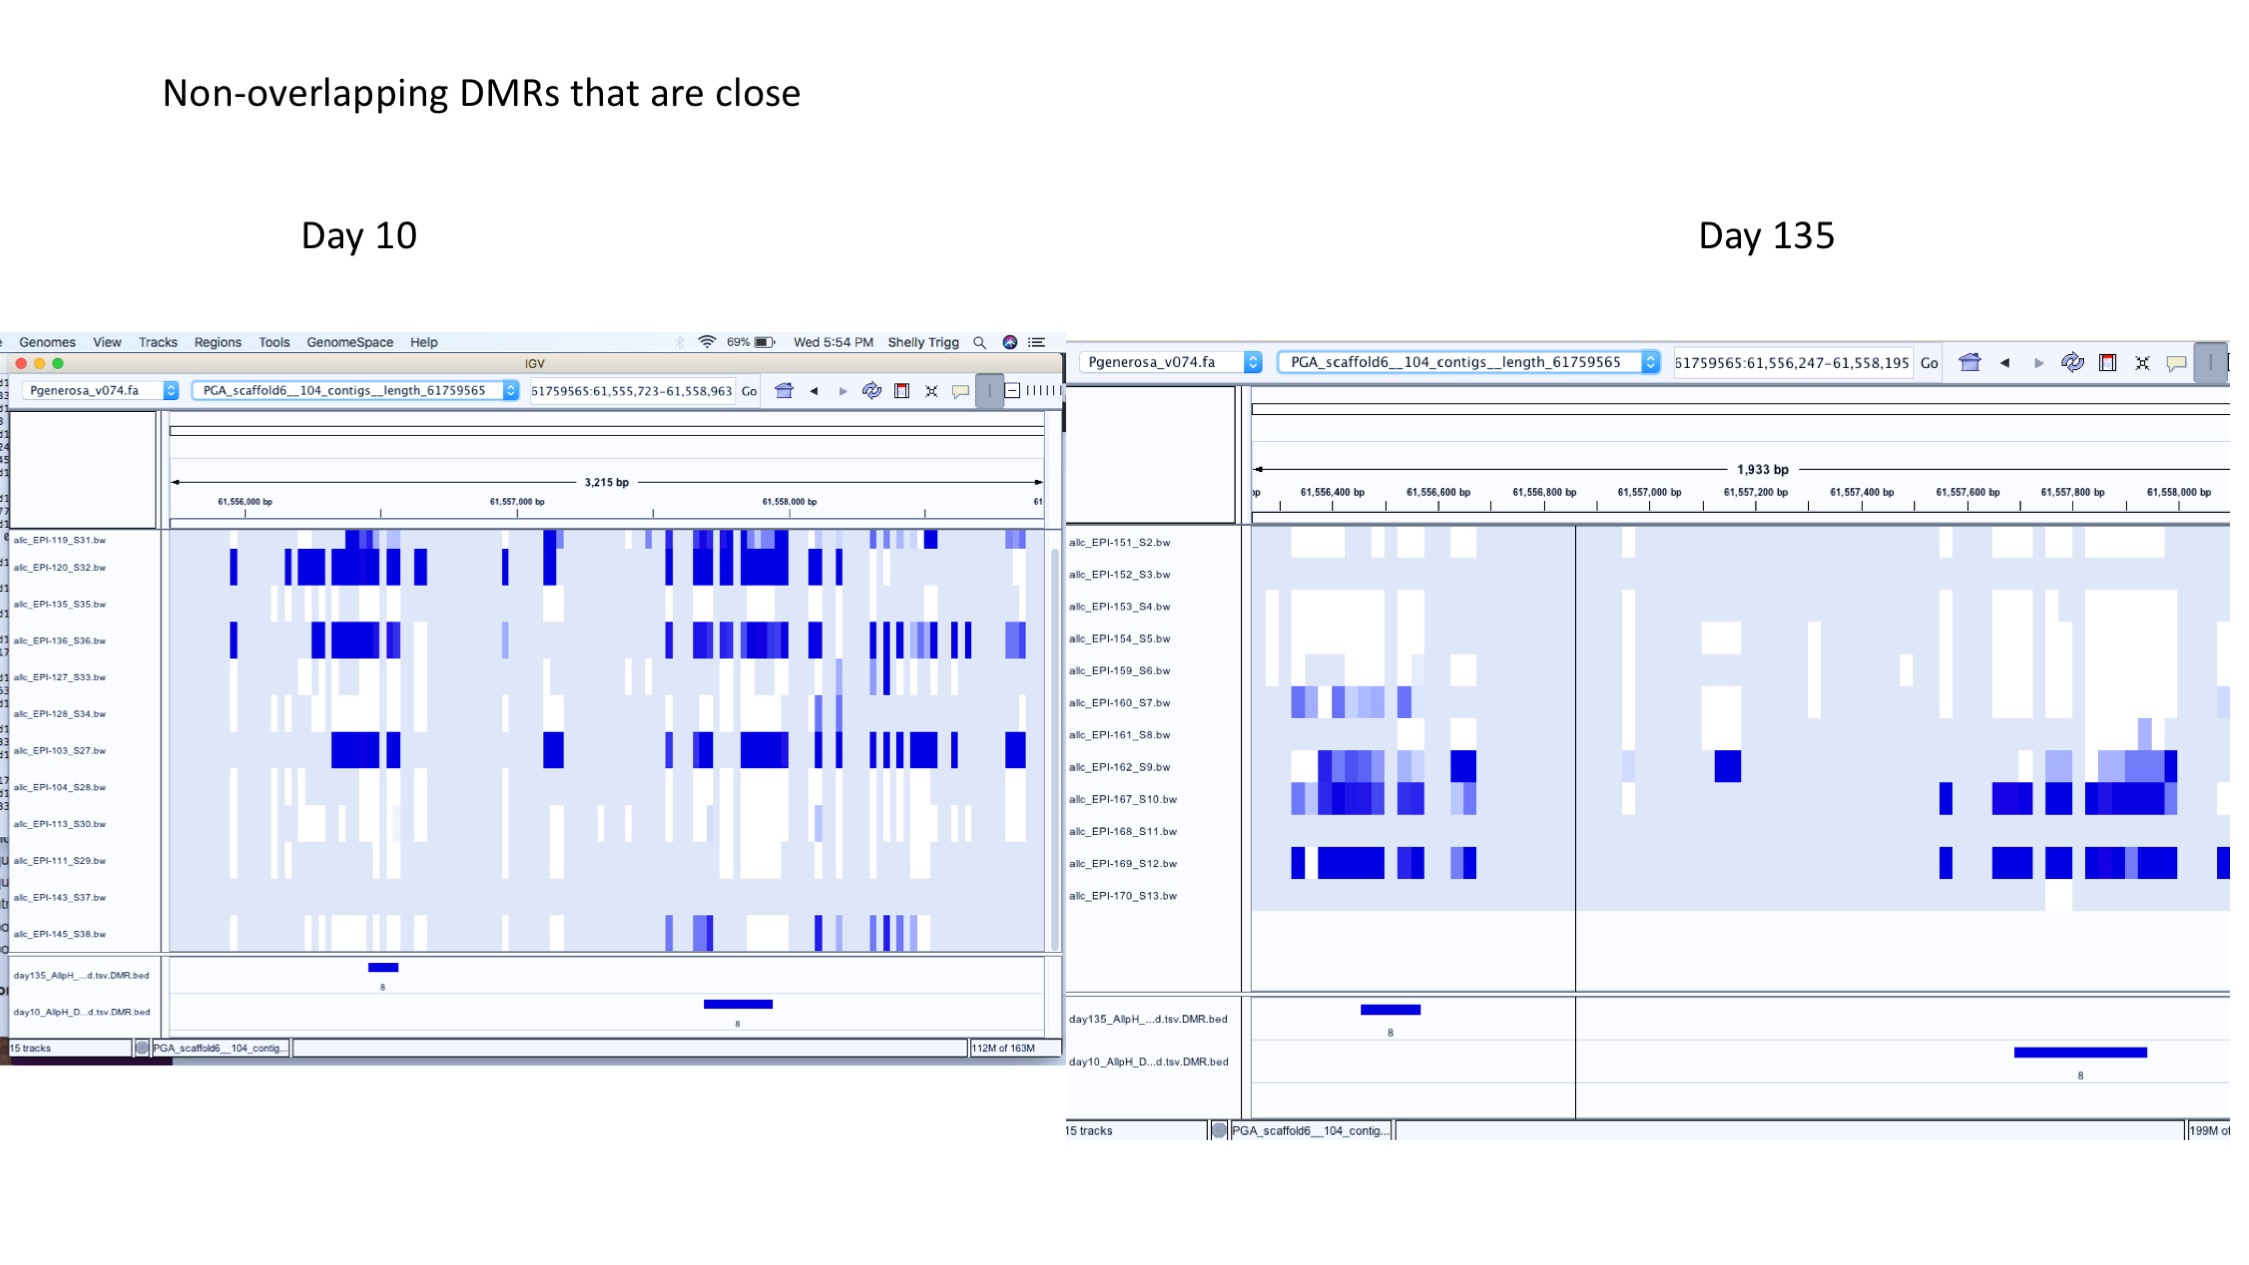 Non-overlapping DMRs that are close
Day 10
Day 135
Genomes View Tracks Regions Tools GenomeSpace Help 69% Wed 5:54 PM Shelly Trigg
IGV
Pgenerosa_v074.fa PGA_scaffold6__104_contigs__length_61759565 61759565:61,555,723-61,558,963 Go
3,215 bp
61,556,000 bp 61,557,000 bp 61,558,000 bp 61
allc_EPI-119_S31.bw
allc_EPI-120_S32.bw
allc_EPI-135_S35.bw
allc_EPI-136_S36.bw
allc_EPI-127_S33.bw
allc_EPI-128_S34.bw
allc_EPI-103_S27.bw
allc_EPI-104_S28.bw
allc_EPI-113_S30.bw
allc_EPI-111_S29.bw
allc_EPI-143_S37.bw
allc_EPI-145_S38.bw
day135_AllpH_...d.tsv.DMR.bed
8
day10_AllpH_D...d.tsv.DMR.bed
8
15 tracks PGA_scaffold6__104_contig... 112M of 163M
Pgenerosa_v074.fa PGA_scaffold6__104_contigs__length_61759565 61759565:61,556,247-61,558,195 Go
1,933 bp
bp 61,556,400 bp 61,556,600 bp 61,556,800 bp 61,557,000 bp 61,557,200 bp 61,557,400 bp 61,557,600 bp 61,557,800 bp 61,558,000 bp
allc_EPI-151_S2.bw
allc_EPI-152_S3.bw
allc_EPI-153_S4.bw
allc_EPI-154_S5.bw
allc_EPI-159_S6.bw
allc_EPI-160_S7.bw
allc_EPI-161_S8.bw
allc_EPI-162_S9.bw
allc_EPI-167_S10.bw
allc_EPI-168_S11.bw
allc_EPI-169_S12.bw
allc_EPI-170_S13.bw
day135_AllpH_...d.tsv.DMR.bed
8
day10_AllpH_D...d.tsv.DMR.bed
8
15 tracks PGA_scaffold6__104_contig... 199M of